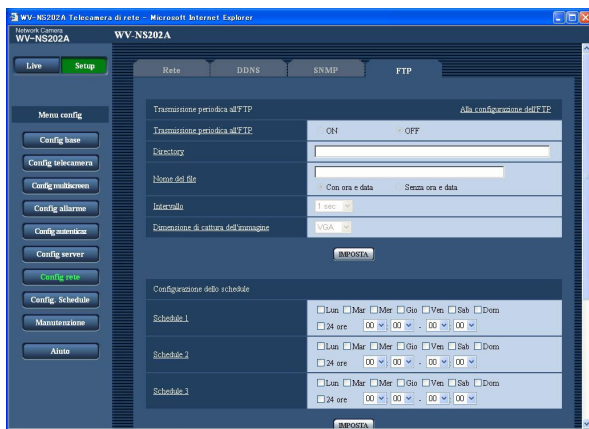 WV-NS202A Telecamera di rete - Microsoft Internet Explorer
Network Camera
WV-NS202A
WV-NS202A
Live Setup
Rete DDNS SNMP FTP
Menu config
Config base
Config telecamera
Config multiscreen
Config allarme
Config autenticaz
Config server
Config rete
Config. Schedule
Manutenzione
Aiuto
Trasmissione periodica all'FTP Alla configurazione dell'FTP
Trasmissione periodica all'FTP ON OFF
Directory
Nome del file
Con ora e data Senza ora e data
Intervallo 1 sec
Dimensione di cattura dell'immagine VGA
IMPOSTA
Configurazione dello schedule
Schedule 1
Lun Mar Mer Gio Ven Sab Dom
24 ore 00 : 00 - 00 : 00
Schedule 2
Lun Mar Mer Gio Ven Sab Dom
24 ore 00 : 00 - 00 : 00
Schedule 3
Lun Mar Mer Gio Ven Sab Dom
24 ore 00 : 00 - 00 : 00
IMPOSTA